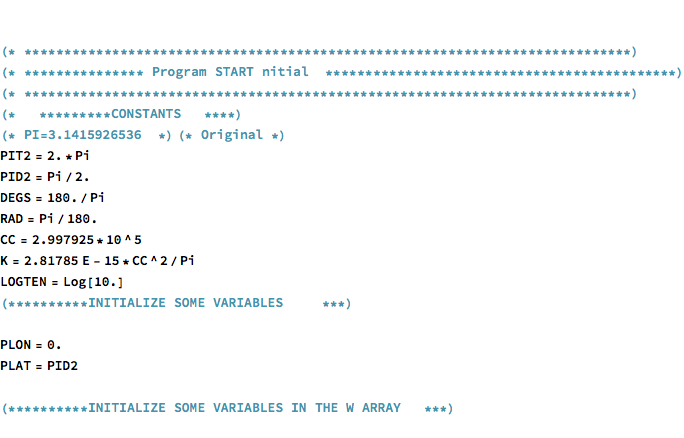 (* ****************************************************************************)
(* *************** Program START nitial  ********************************************)
(* ****************************************************************************)
(*   *********CONSTANTS   ****)
(* PI=3.1415926536  *) (* Original *)
PIT2 = 2. * Pi
PID2 = Pi / 2.
DEGS = 180. / Pi
RAD = Pi / 180.
CC = 2.997925 * 10 ^ 5
K = 2.81785 E - 15 * CC ^ 2 / Pi
LOGTEN = Log[10.]
(**********INITIALIZE SOME VARIABLES     ***)
PLON = 0.
PLAT = PID2
(**********INITIALIZE SOME VARIABLES IN THE W ARRAY   ***)